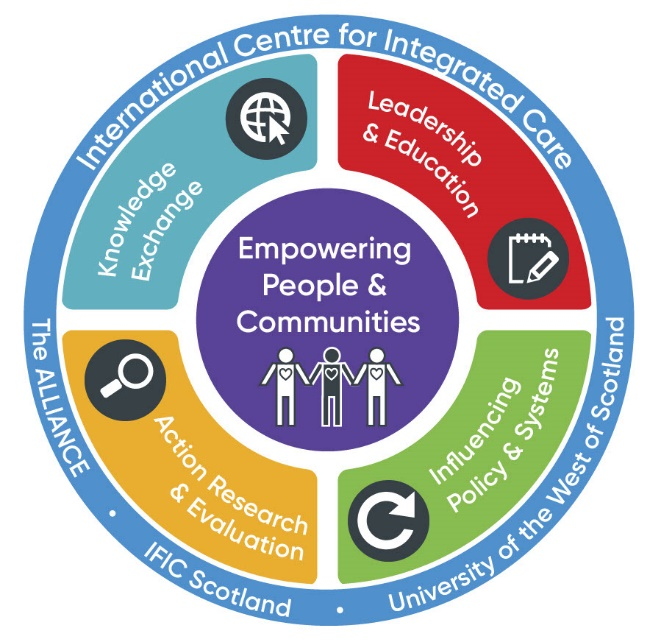 International Centre for Integrated Care
Knowledge
Exchange
Leadership
& Education
Empowering
People &
Communities
Action Research
& Evaluation
Influencing
Policy & Systems
The ALLIANCE
•
IFIC Scotland
•
University of the West of Scotland